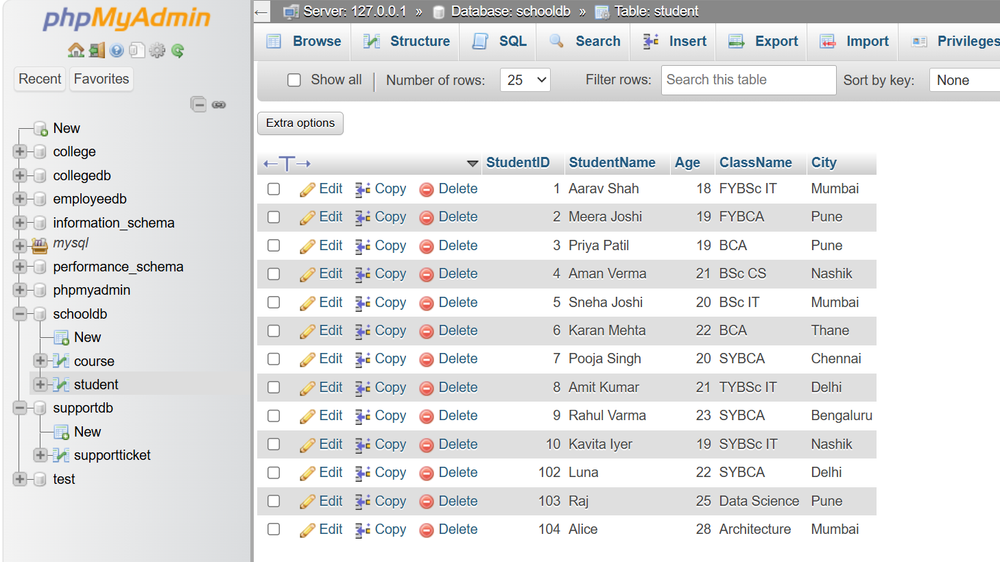 phpMyAdmin
Recent Favorites
New
college
collegedb
employeedb
information_schema
mysql
performance_schema
phpmyadmin
schooldb
New
course
student
supportdb
New
supportticket
test
Server: 127.0.0.1 » Database: schooldb » Table: student
Browse Structure SQL Search Insert Export Import Privileges
Show all Number of rows: 25 Filter rows: Search this table Sort by key: None
Extra options
StudentID StudentName Age ClassName City
Edit Copy Delete 1 Aarav Shah 18 FYBSc IT Mumbai
Edit Copy Delete 2 Meera Joshi 19 FYBCA Pune
Edit Copy Delete 3 Priya Patil 19 BCA Pune
Edit Copy Delete 4 Aman Verma 21 BSc CS Nashik
Edit Copy Delete 5 Sneha Joshi 20 BSc IT Mumbai
Edit Copy Delete 6 Karan Mehta 22 BCA Thane
Edit Copy Delete 7 Pooja Singh 20 SYBCA Chennai
Edit Copy Delete 8 Amit Kumar 21 TYBSc IT Delhi
Edit Copy Delete 9 Rahul Varma 23 SYBCA Bengaluru
Edit Copy Delete 10 Kavita Iyer 19 SYBSc IT Nashik
Edit Copy Delete 102 Luna 22 SYBCA Delhi
Edit Copy Delete 103 Raj 25 Data Science Pune
Edit Copy Delete 104 Alice 28 Architecture Mumbai